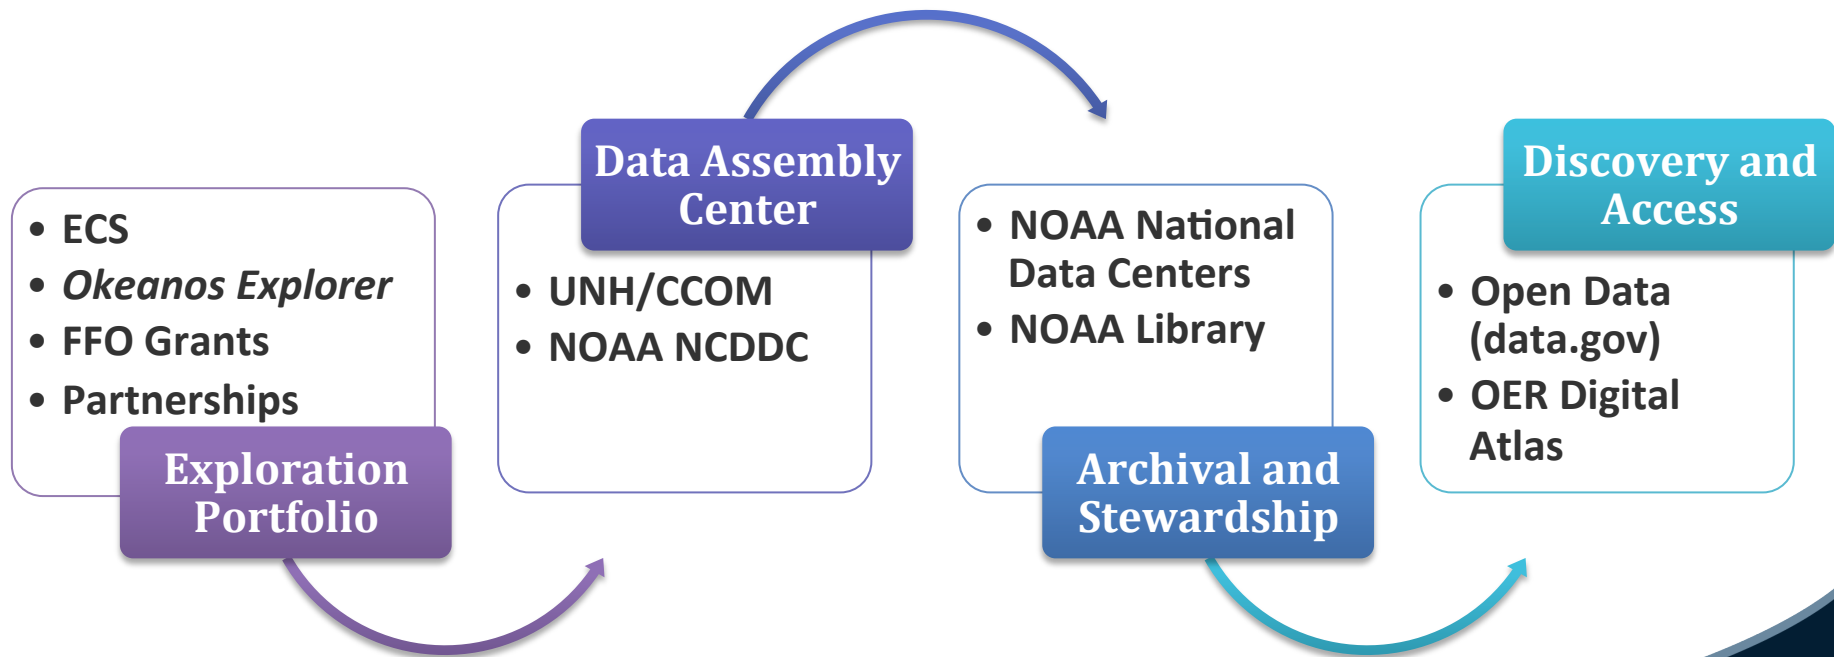 • ECS
• Okeanos Explorer
• FFO Grants
• Partnerships
Exploration
Portfolio
Data Assembly
Center
• UNH/CCOM
• NOAA NCDDC
• NOAA National
Data Centers
• NOAA Library
Archival and
Stewardship
Discovery and
Access
• Open Data
(data.gov)
• OER Digital
Atlas